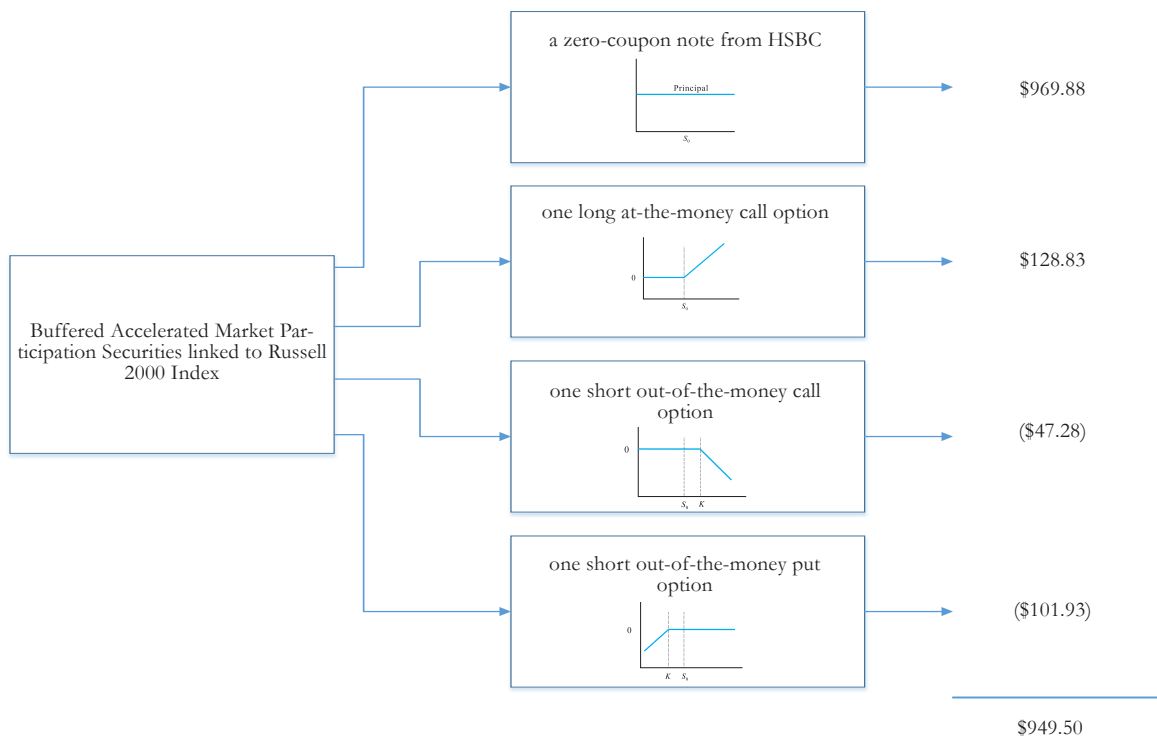 Buffered Accelerated Market Par-
ticipation Securities linked to Russell
2000 Index
a zero-coupon note from HSBC
Principal
S₀
$969.88
one long at-the-money call option
0
S₀
$128.83
one short out-of-the-money call
option
0
S₀ K
($47.28)
one short out-of-the-money put
option
0
K S₀
($101.93)
$949.50